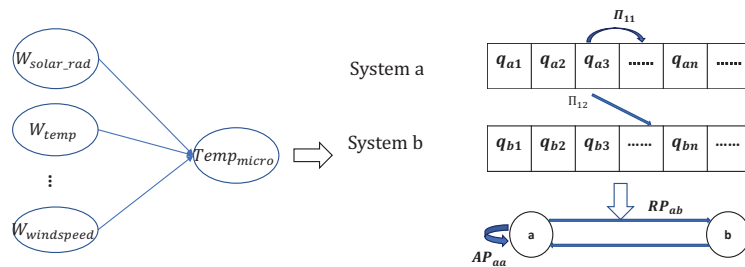 W_solar_rad
W_temp
⋮
W_windspeed
Temp_micro
System a
System b
Π_11
q_a1 q_a2 q_a3 ...... q_an ......
Π_12
q_b1 q_b2 q_b3 ...... q_bn ......
RP_ab
a b
AP_aa